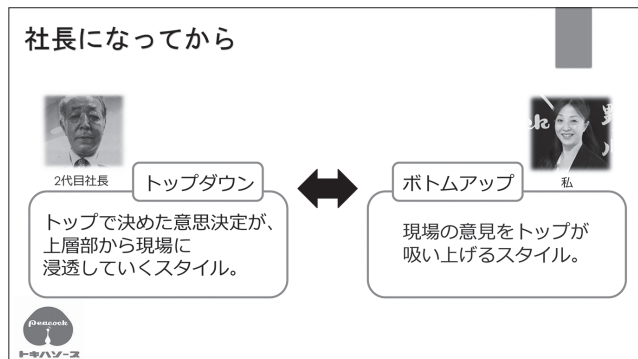 社長になってから
2代目社長
トップダウン
トップで決めた意思決定が、
上層部から現場に
浸透していくスタイル。
ボトムアップ
私
現場の意見をトップが
吸い上げるスタイル。
Peacock
トキハソース